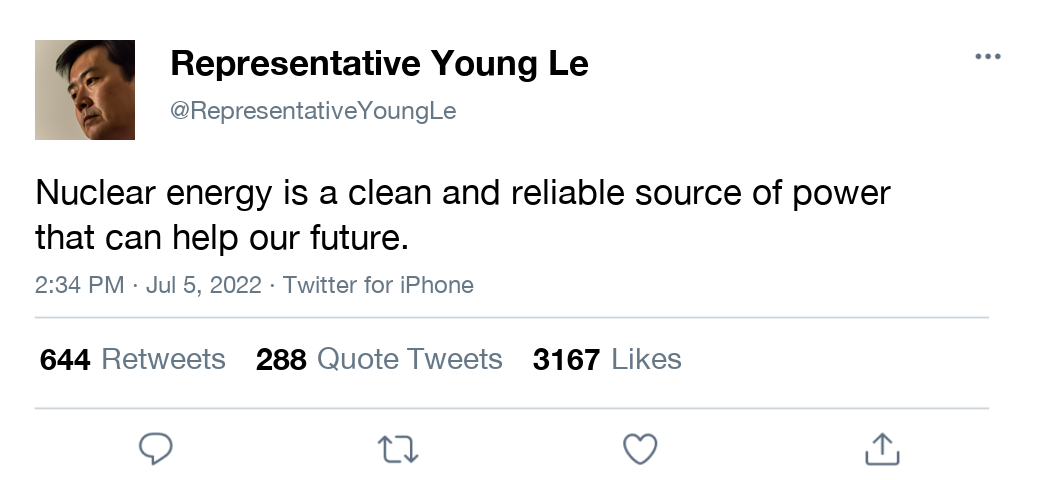 Representative Young Le
@RepresentativeYoungLe
Nuclear energy is a clean and reliable source of power
that can help our future.
2:34 PM · Jul 5, 2022 · Twitter for iPhone
644 Retweets 288 Quote Tweets 3167 Likes